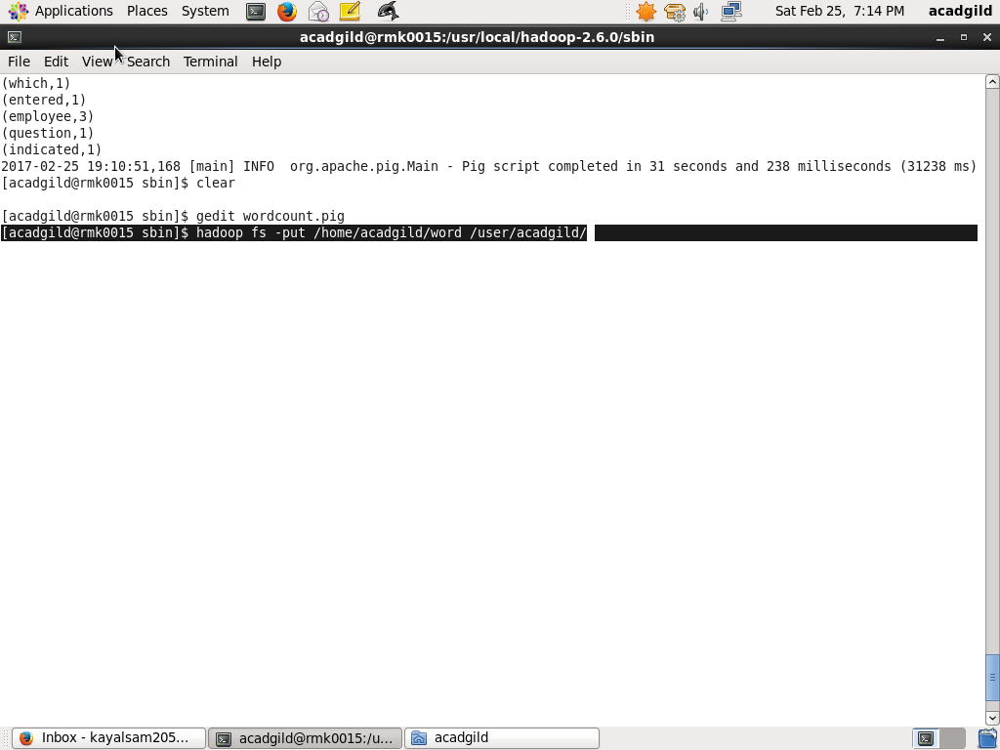 Applications Places System Sat Feb 25, 7:14 PM acadgild
acadgild@rmk0015:/usr/local/hadoop-2.6.0/sbin
File Edit View Search Terminal Help
(which,1)
(entered,1)
(employee,3)
(question,1)
(indicated,1)
2017-02-25 19:10:51,168 [main] INFO  org.apache.pig.Main - Pig script completed in 31 seconds and 238 milliseconds (31238 ms)
[acadgild@rmk0015 sbin]$ clear
[acadgild@rmk0015 sbin]$ gedit wordcount.pig
[acadgild@rmk0015 sbin]$ hadoop fs -put /home/acadgild/word /user/acadgild/
Inbox - kayalsam205... acadgild@rmk0015:/u... acadgild